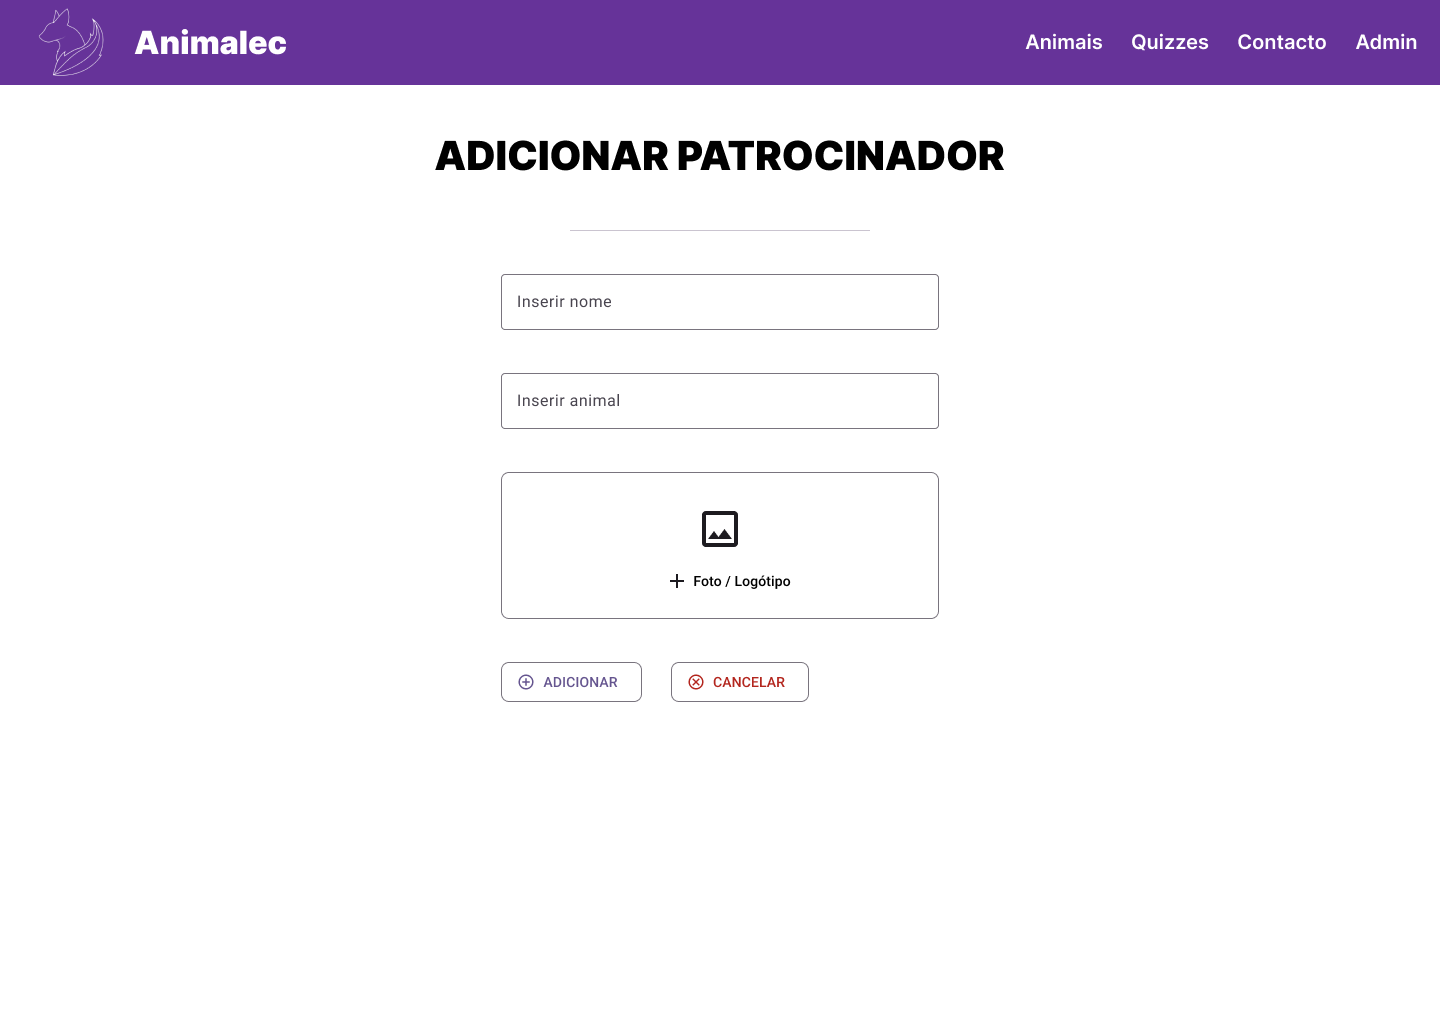 Animalec
Animais Quizzes Contacto Admin
ADICIONAR PATROCINADOR
Inserir nome
Inserir animal
Foto / Logótipo
ADICIONAR CANCELAR